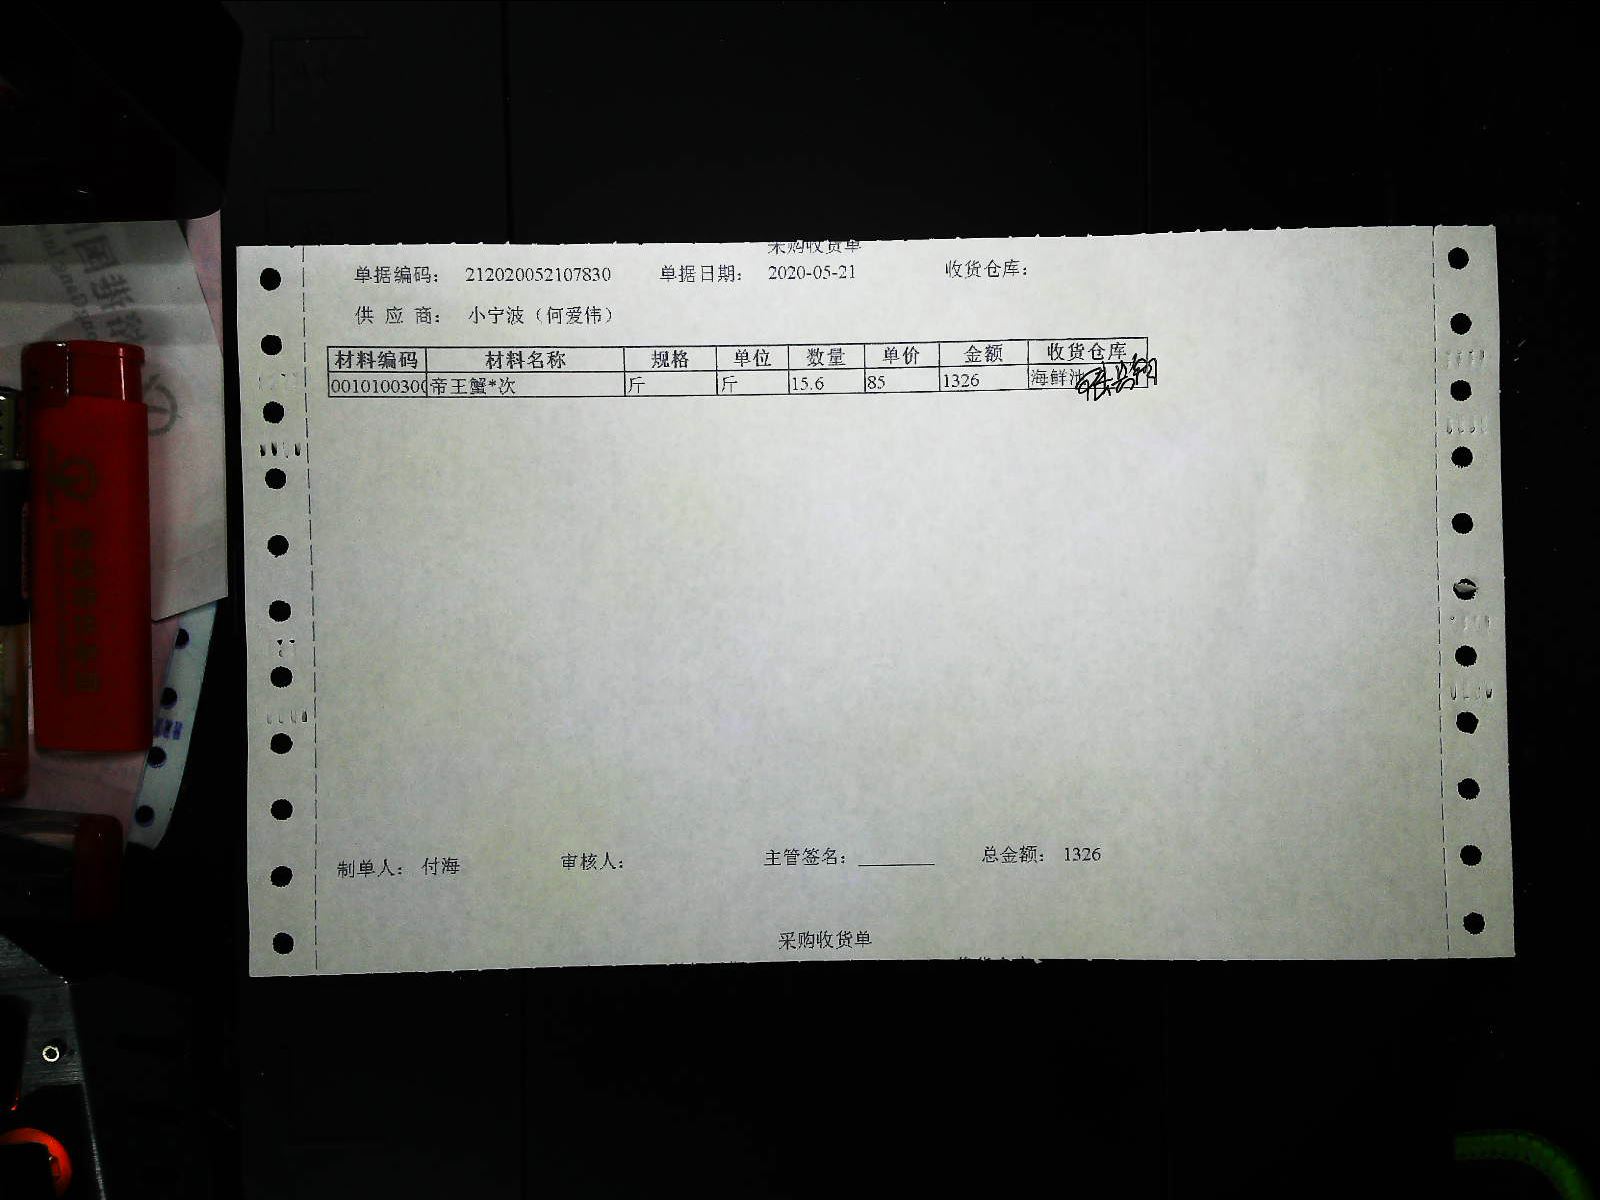 采购收货单
单据编码： 212020052107830 单据日期： 2020-05-21 收货仓库：
供 应 商： 小宁波（何爱伟）
材料编码 材料名称 规格 单位 数量 单价 金额 收货仓库
0010100300 帝王蟹*次 斤 斤 15.6 85 1326 海鲜池
制单人： 付海 审核人： 主管签名： 总金额： 1326
采购收货单